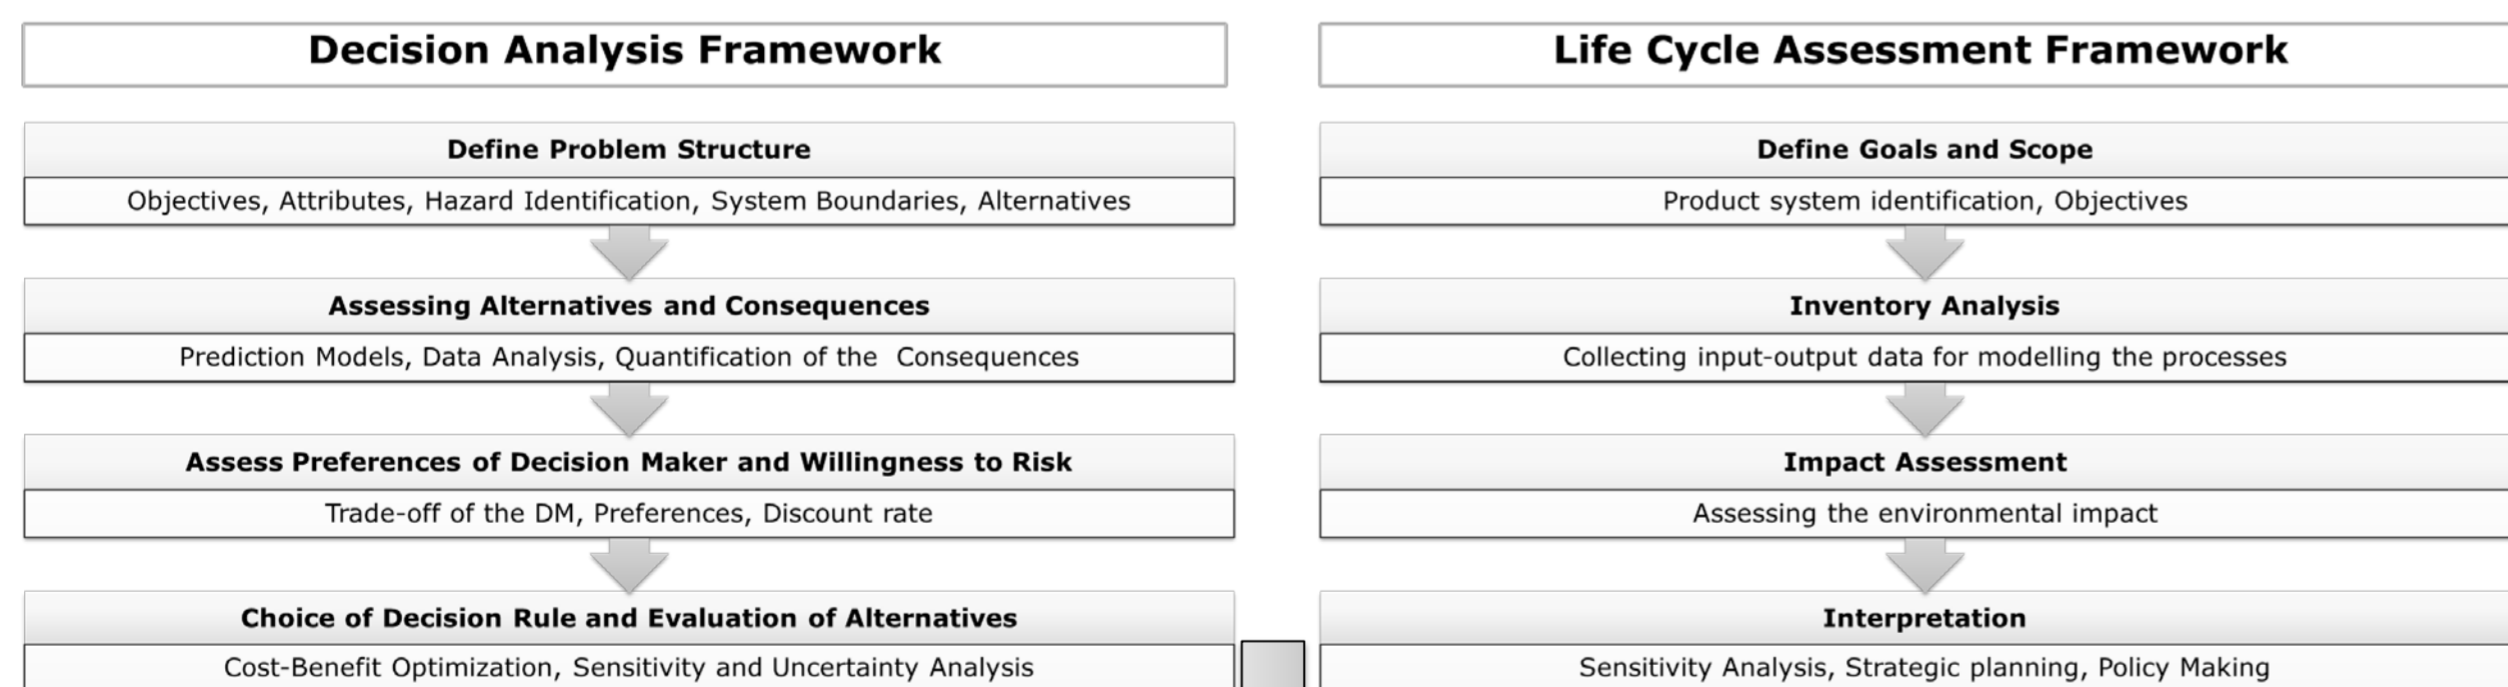 Decision Analysis Framework
Define Problem Structure
Objectives, Attributes, Hazard Identification, System Boundaries, Alternatives
Assessing Alternatives and Consequences
Prediction Models, Data Analysis, Quantification of the  Consequences
Assess Preferences of Decision Maker and Willingness to Risk
Trade-off of the DM, Preferences, Discount rate
Choice of Decision Rule and Evaluation of Alternatives
Cost-Benefit Optimization, Sensitivity and Uncertainty Analysis
Life Cycle Assessment Framework
Define Goals and Scope
Product system identification, Objectives
Inventory Analysis
Collecting input-output data for modelling the processes
Impact Assessment
Assessing the environmental impact
Interpretation
Sensitivity Analysis, Strategic planning, Policy Making